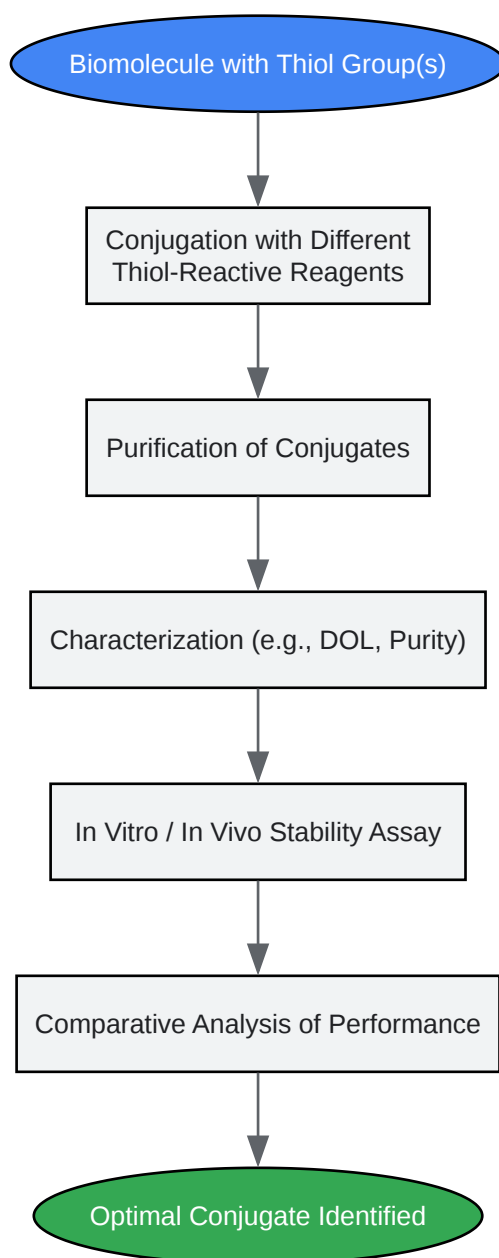 Biomolecule with Thiol Group(s)
Conjugation with Different
Thiol-Reactive Reagents
Purification of Conjugates
Characterization (e.g., DOL, Purity)
In Vitro / In Vivo Stability Assay
Comparative Analysis of Performance
Optimal Conjugate Identified